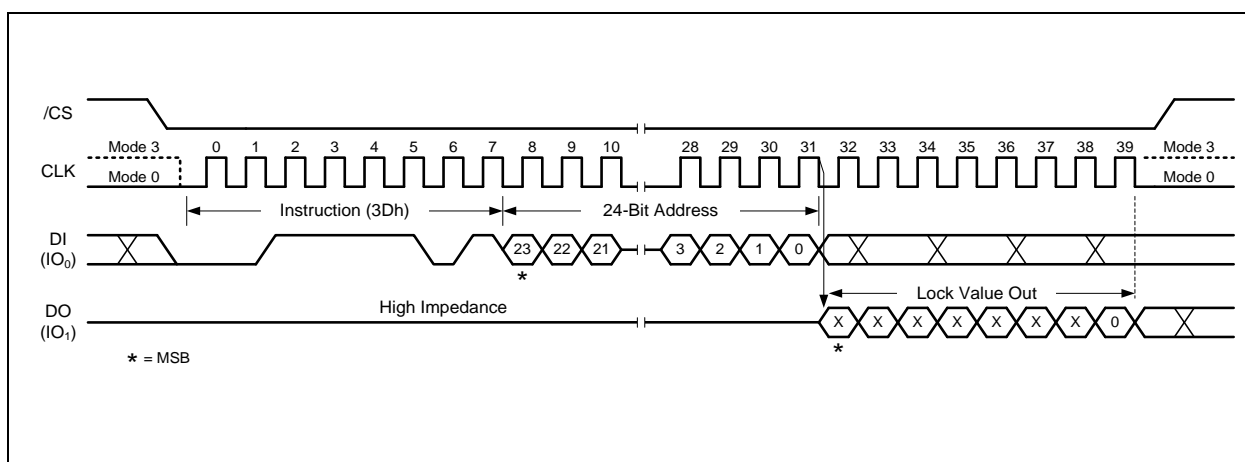 /CS
Mode 3 0 1 2 3 4 5 6 7 8 9 10 28 29 30 31 32 33 34 35 36 37 38 39 Mode 3
CLK Mode 0 Mode 0
Instruction (3Dh) 24-Bit Address
DI 23 22 21 3 2 1 0
(IO₀) *
Lock Value Out
High Impedance
DO X X X X X X X 0
(IO₁) *
* = MSB